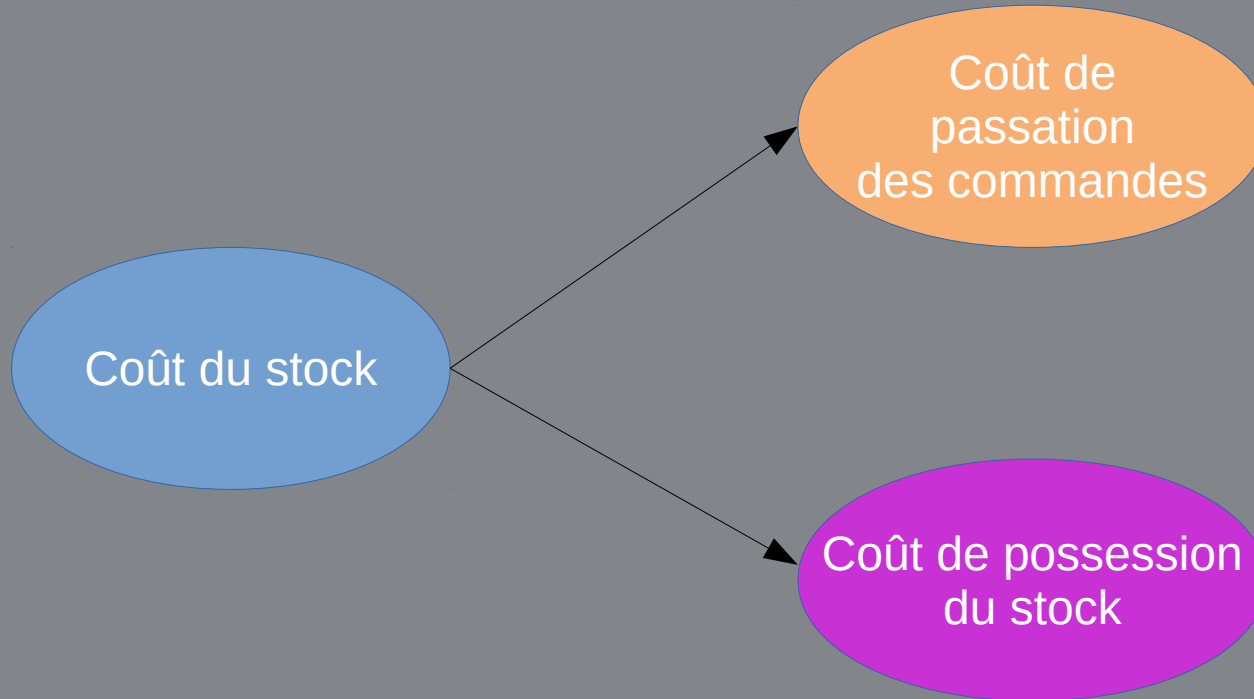 Coût de
passation
des commandes
Coût du stock
Coût de possession
du stock